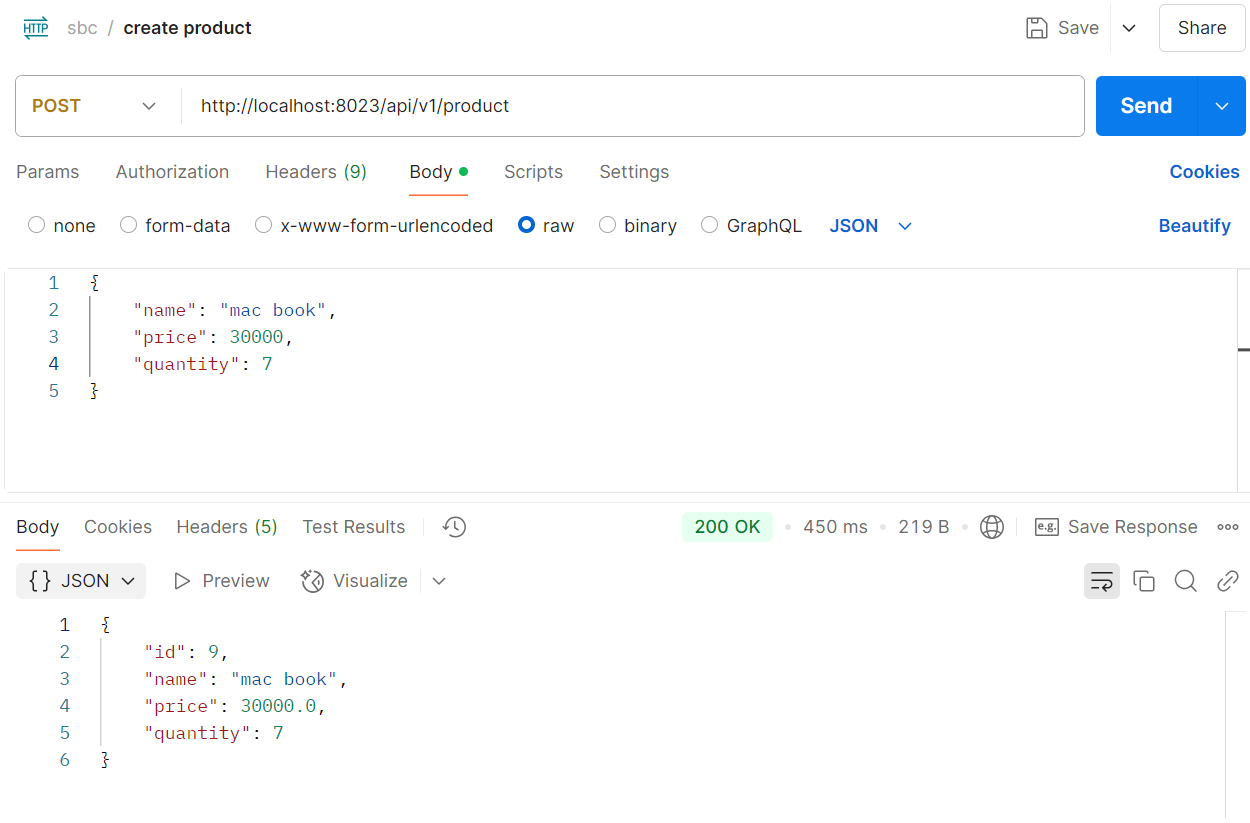 HTTP sbc / create product Save Share
POST http://localhost:8023/api/v1/product Send
Params Authorization Headers (9) Body Scripts Settings Cookies
none form-data x-www-form-urlencoded raw binary GraphQL JSON Beautify
1 {
2 "name": "mac book",
3 "price": 30000,
4 "quantity": 7
5 }
Body Cookies Headers (5) Test Results 200 OK 450 ms 219 B e.g. Save Response
{} JSON Preview Visualize
1 {
2 "id": 9,
3 "name": "mac book",
4 "price": 30000.0,
5 "quantity": 7
6 }